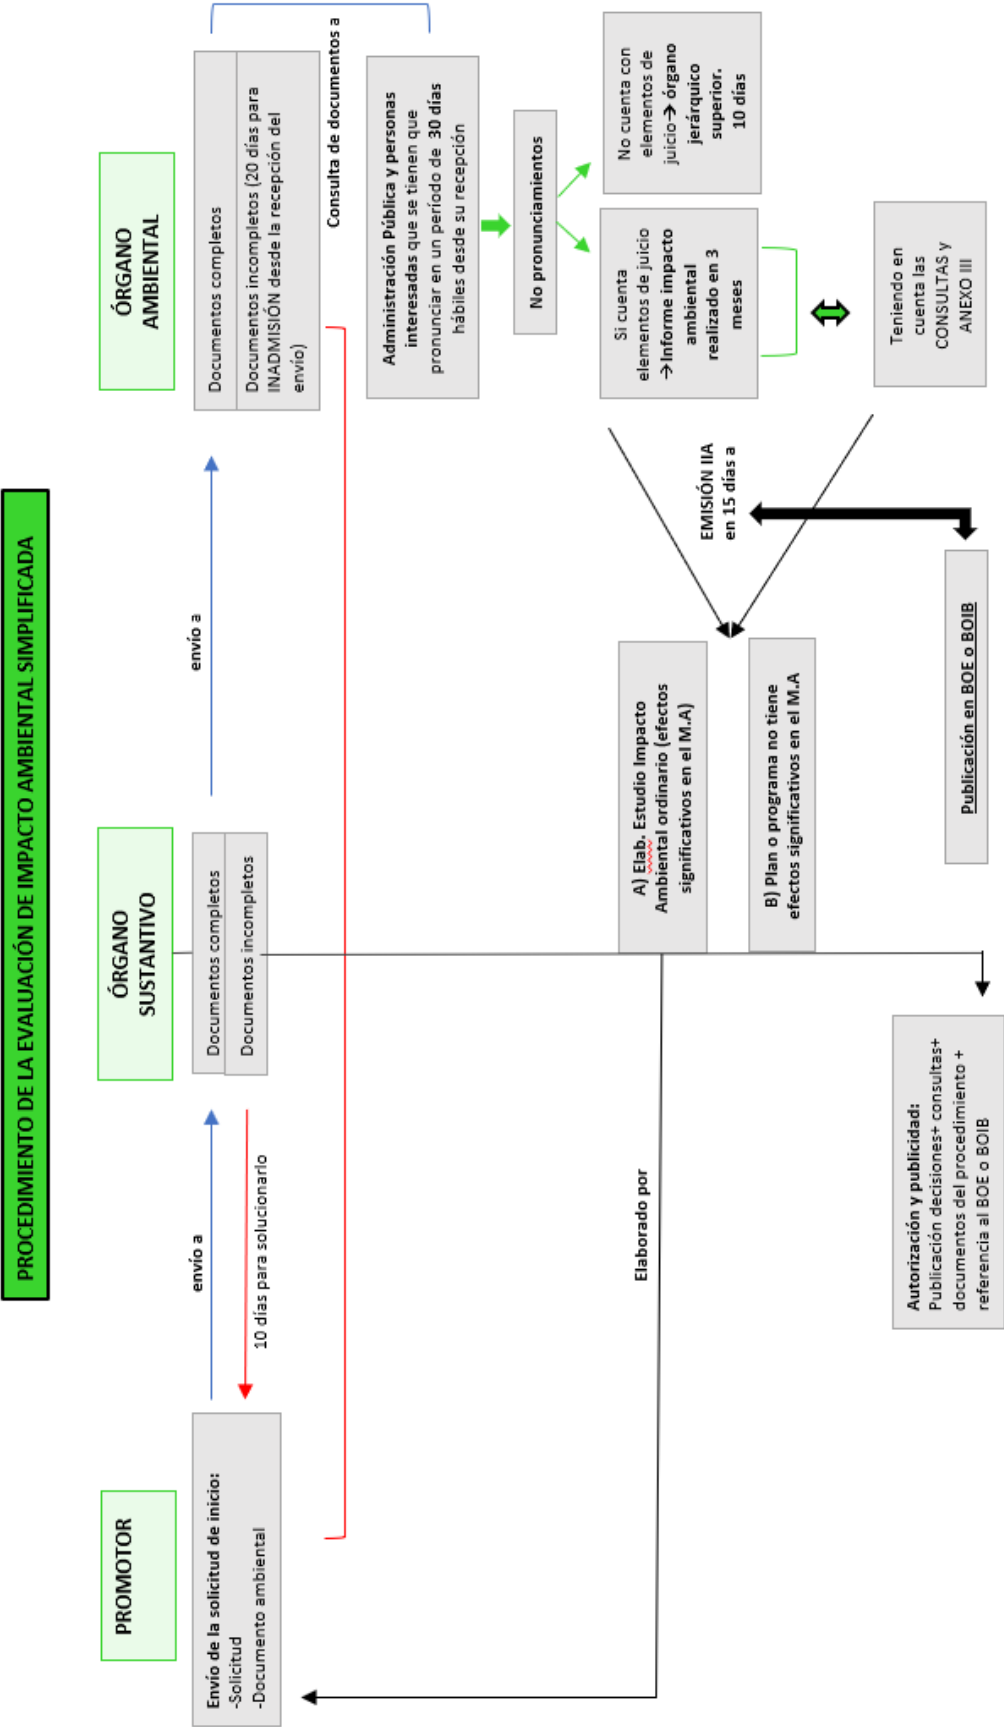 PROCEDIMIENTO DE LA EVALUACIÓN DE IMPACTO AMBIENTAL SIMPLIFICADA
PROMOTOR
ÓRGANO
SUSTANTIVO
ÓRGANO
AMBIENTAL
Envío de la solicitud de inicio:
-Solicitud
-Documento ambiental
envío a
10 días para solucionarlo
Documentos completos
Documentos incompletos
envío a
Documentos completos
Documentos incompletos (20 días para
INADMISIÓN desde la recepción del
envío)
Consulta de documentos a
Administración Pública y personas
interesadas que se tienen que
pronunciar en un período de 30 días
hábiles desde su recepción
No pronunciamientos
Si cuenta
elementos de juicio
→Informe impacto
ambiental
realizado en 3
meses
No cuenta con
elementos de
juicio→ órgano
jerárquico
superior.
10 días
Teniendo en
cuenta las
CONSULTAS y
ANEXO III
EMISIÓN IIA
en 15 días a
A) Elab. Estudio Impacto
Ambiental ordinario (efectos
significativos en el M.A)
B) Plan o programa no tiene
efectos significativos en el M.A
Elaborado por
Publicación en BOE o BOIB
Autorización y publicidad:
Publicación decisiones+ consultas+
documentos del procedimiento +
referencia al BOE o BOIB